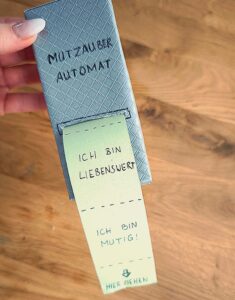 MUTZAUBER
AUTOMAT
ICH BIN
LIEBENSWERT
ICH BIN
MUTIG!
HIER ZIEHEN